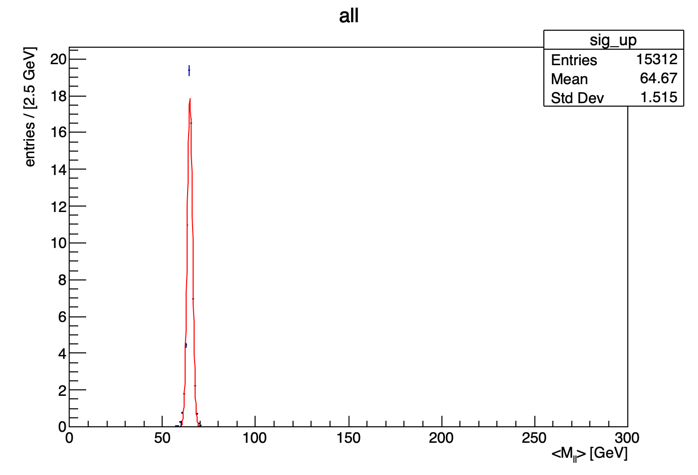 all
sig_up
Entries 15312
Mean 64.67
Std Dev 1.515
entries / [2.5 GeV]
20
18
16
14
12
10
8
6
4
2
0
0 50 100 150 200 250 300
<M_ll> [GeV]